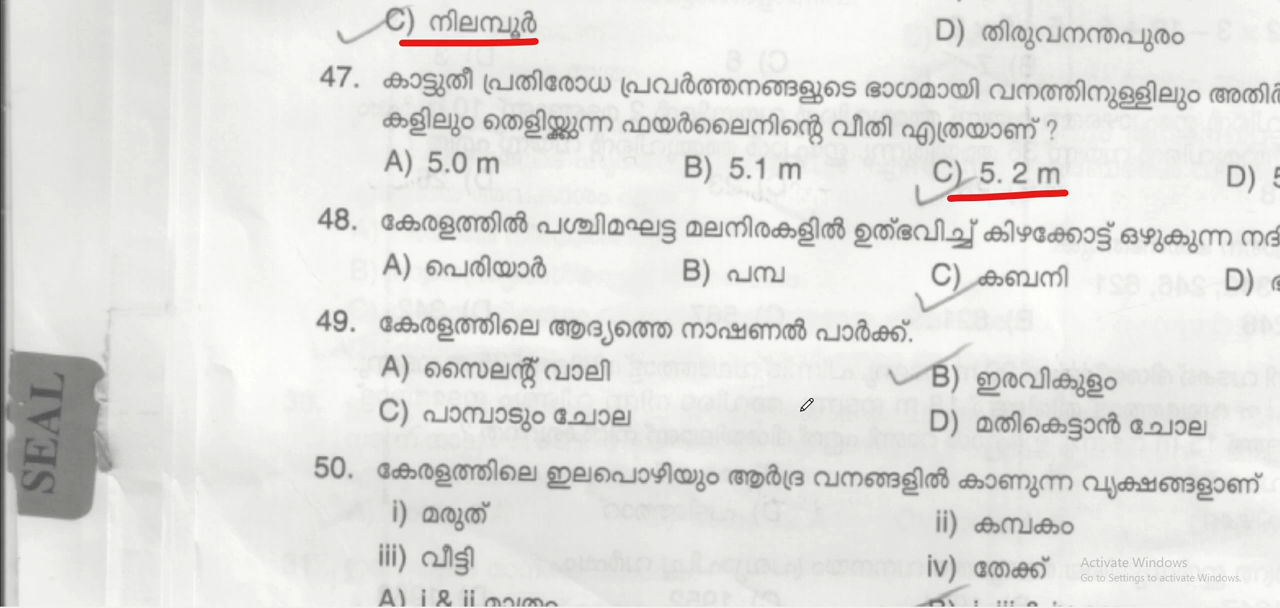 C) നിലമ്പൂർ
D) തിരുവനന്തപുരം
47. കാട്ടുതീ പ്രതിരോധ പ്രവർത്തനങ്ങളുടെ ഭാഗമായി വനത്തിനുള്ളിലും
കളിലും തെളിയ്ക്കുന്ന ഫയർലൈനിന്റെ വീതി എത്രയാണ് ?
A) 5.0 m B) 5.1 m C) 5. 2 m D)
48. കേരളത്തിൽ പശ്ചിമഘട്ട മലനിരകളിൽ ഉത്ഭവിച്ച് കിഴക്കോട്ട് ഒഴുകുന്ന
A) പെരിയാർ B) പമ്പ C) കബനി D)
49. കേരളത്തിലെ ആദ്യത്തെ നാഷണൽ പാർക്ക്.
A) സൈലന്റ് വാലി B) ഇരവികുളം
C) പാമ്പാടും ചോല D) മതികെട്ടാൻ ചോല
50. കേരളത്തിലെ ഇലപൊഴിയും ആർദ്ര വനങ്ങളിൽ കാണുന്ന വൃക്ഷങ്ങളാണ്
i) മരുത് ii) കമ്പകം
iii) വീട്ടി iv) തേക്ക്
SEAL
Activate Windows
Go to Settings to activate Windows.